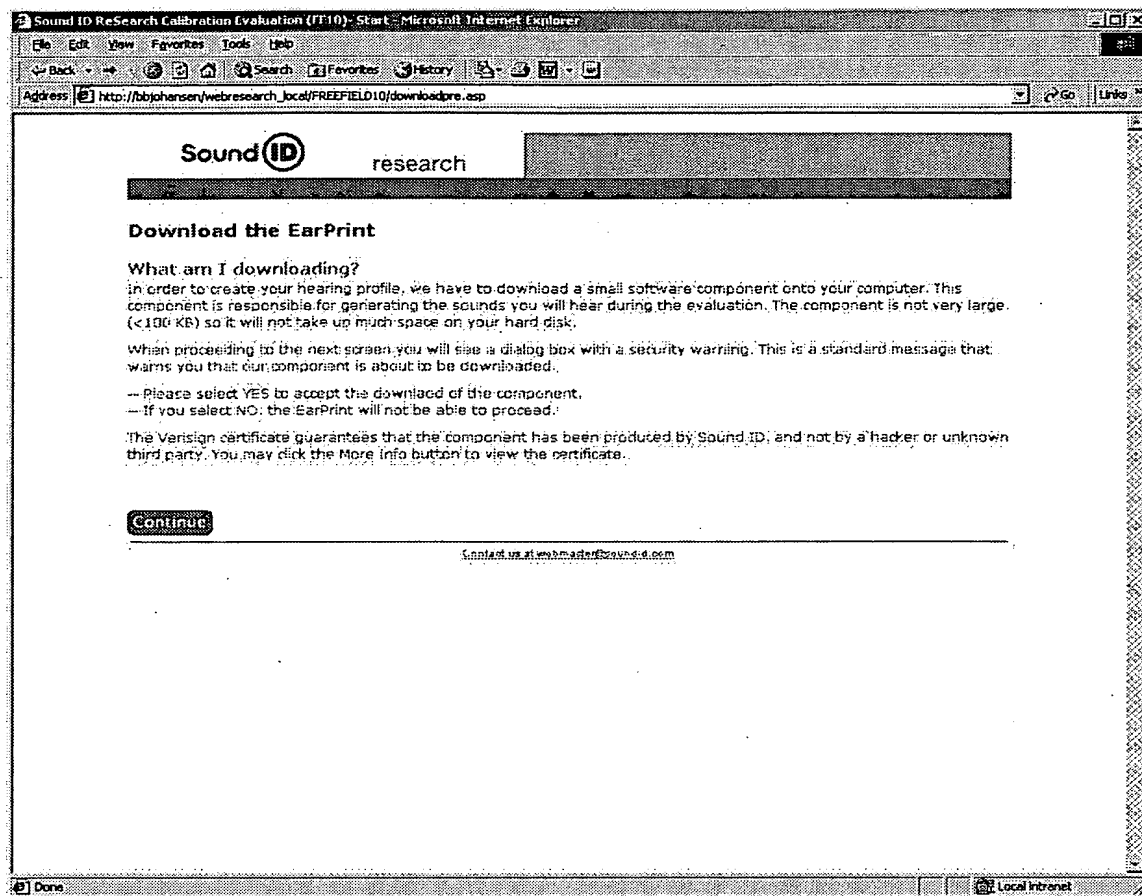 Sound ID ReSearch Calibration Evaluation (FT10)- Start - Microsoft Internet Explorer
File Edit View Favorites Tools Help
Back Search Favorites History
Address http://bbjohansen/webresearch_local/FREEFIELD10/downloadpre.asp Go Links »
Sound ID research
Download the EarPrint
What am I downloading?
In order to create your hearing profile, we have to download a small software component onto your computer. This
component is responsible for generating the sounds you will hear during the evaluation. The component is not very large
(<100 KB) so it will not take up much space on your hard disk.
When proceeding to the next screen you will see a dialog box with a security warning. This is a standard message that
warns you that our component is about to be downloaded.
-- Please select YES to accept the download of the component.
-- If you select NO, the EarPrint will not be able to proceed.
The Verisign certificate guarantees that the component has been produced by Sound ID, and not by a hacker or unknown
third party. You may click the More Info button to view the certificate.
Continue
Contact us at webmaster@soundid.com
Done Local intranet